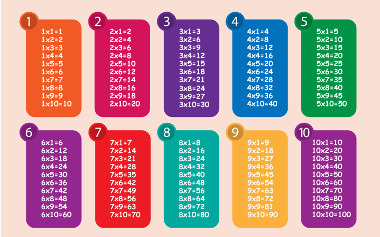 1
1x1=1
1x2=2
1x3=3
1x4=4
1x5=5
1x6=6
1x7=7
1x8=8
1x9=9
1x10=10
2
2x1=2
2x2=4
2x3=6
2x4=8
2x5=10
2x6=12
2x7=14
2x8=16
2x9=18
2x10=20
3
3x1=3
3x2=6
3x3=9
3x4=12
3x5=15
3x6=18
3x7=21
3x8=24
3x9=27
3x10=30
4
4x1=4
4x2=8
4x3=12
4x4=16
4x5=20
4x6=24
4x7=28
4x8=32
4x9=36
4x10=40
5
5x1=5
5x2=10
5x3=15
5x4=20
5x5=25
5x6=30
5x7=35
5x8=40
5x9=45
5x10=50
6
6x1=6
6x2=12
6x3=18
6x4=24
6x5=30
6x6=36
6x7=42
6x8=48
6x9=54
6x10=60
7
7x1=7
7x2=14
7x3=21
7x4=28
7x5=35
7x6=42
7x7=49
7x8=56
7x9=63
7x10=70
8
8x1=8
8x2=16
8x3=24
8x4=32
8x5=40
8x6=48
8x7=56
8x8=64
8x9=72
8x10=80
9
9x1=9
9x2=18
9x3=27
9x4=36
9x5=45
9x6=54
9x7=63
9x8=72
9x9=81
9x10=90
10
10x1=10
10x2=20
10x3=30
10x4=40
10x5=50
10x6=60
10x7=70
10x8=80
10x9=90
10x10=100